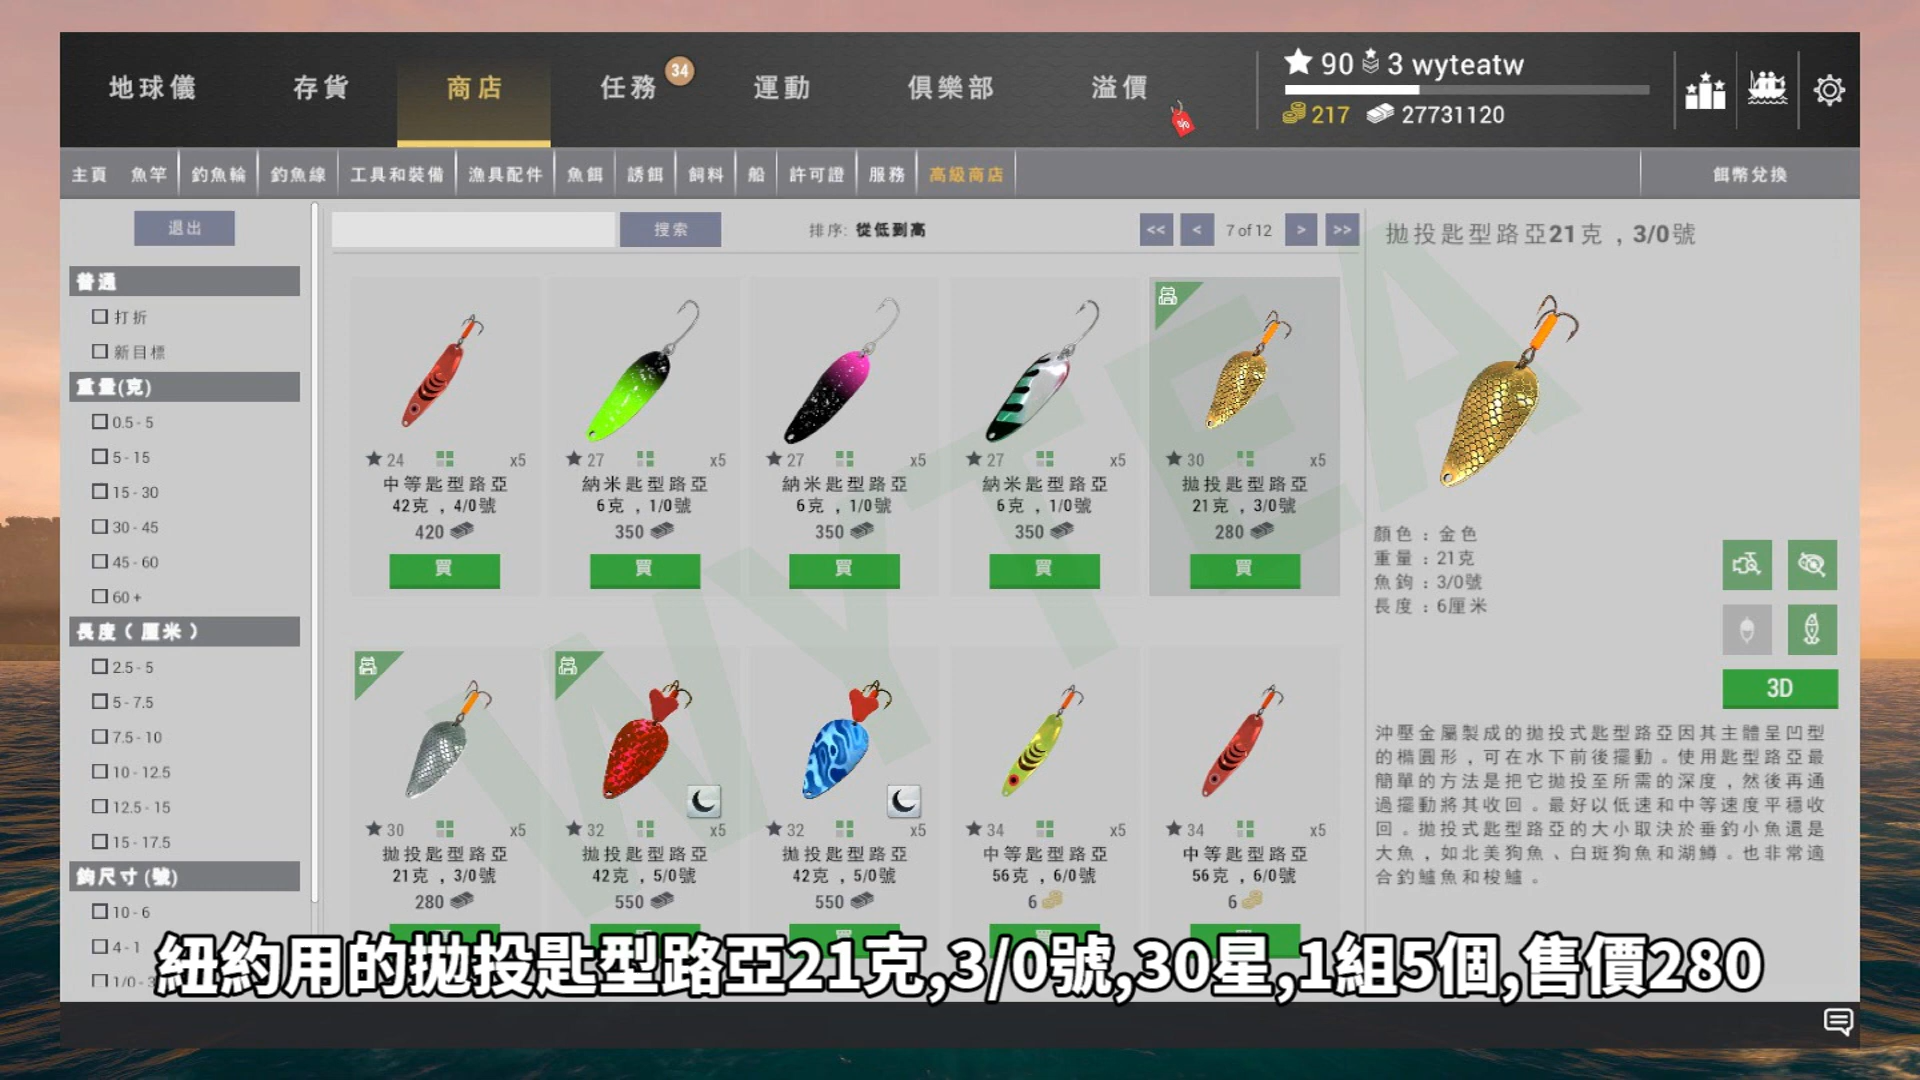 地球儀 存貨 商店 任務 34 運動 俱樂部 溢價
90 3 wyteatw
217 27731120
主頁 魚竿 釣魚輪 釣魚線 工具和裝備 漁具配件 魚餌 誘餌 飼料 船 許可證 服務 高級商店 餌幣兌換
退出
搜索
排序: 從低到高
<< < 7 of 12 > >>
普通
打折
新目標
重量(克)
0.5 - 5
5 - 15
15 - 30
30 - 45
45 - 60
60 +
長度(厘米)
2.5 - 5
5 - 7.5
7.5 - 10
10 - 12.5
12.5 - 15
15 - 17.5
鉤尺寸(號)
10 - 6
4 - 1
1/0 - 3
24 x5
中等匙型路亞
42克,4/0號
420
買
27 x5
納米匙型路亞
6克,1/0號
350
買
27 x5
納米匙型路亞
6克,1/0號
350
買
27 x5
納米匙型路亞
6克,1/0號
350
買
30 x5
拋投匙型路亞
21克,3/0號
280
買
30 x5
拋投匙型路亞
21克,3/0號
280
32 x5
拋投匙型路亞
42克,5/0號
550
32 x5
拋投匙型路亞
42克,5/0號
550
34 x5
中等匙型路亞
56克,6/0號
6
34 x5
中等匙型路亞
56克,6/0號
6
拋投匙型路亞21克,3/0號
顏色:金色
重量:21克
魚鉤:3/0號
長度:6厘米
3D
沖壓金屬製成的拋投式匙型路亞因其主體呈凹型
的橢圓形,可在水下前後擺動。使用匙型路亞最
簡單的方法是把它拋投至所需的深度,然後再通
過擺動將其收回。最好以低速和中等速度平穩收
回。拋投式匙型路亞的大小取決於垂釣小魚還是
大魚,如北美狗魚、白斑狗魚和湖鱒。也非常適
合釣鱸魚和梭鱸。
WYTEA
紐約用的拋投匙型路亞21克,3/0號,30星,1組5個,售價280